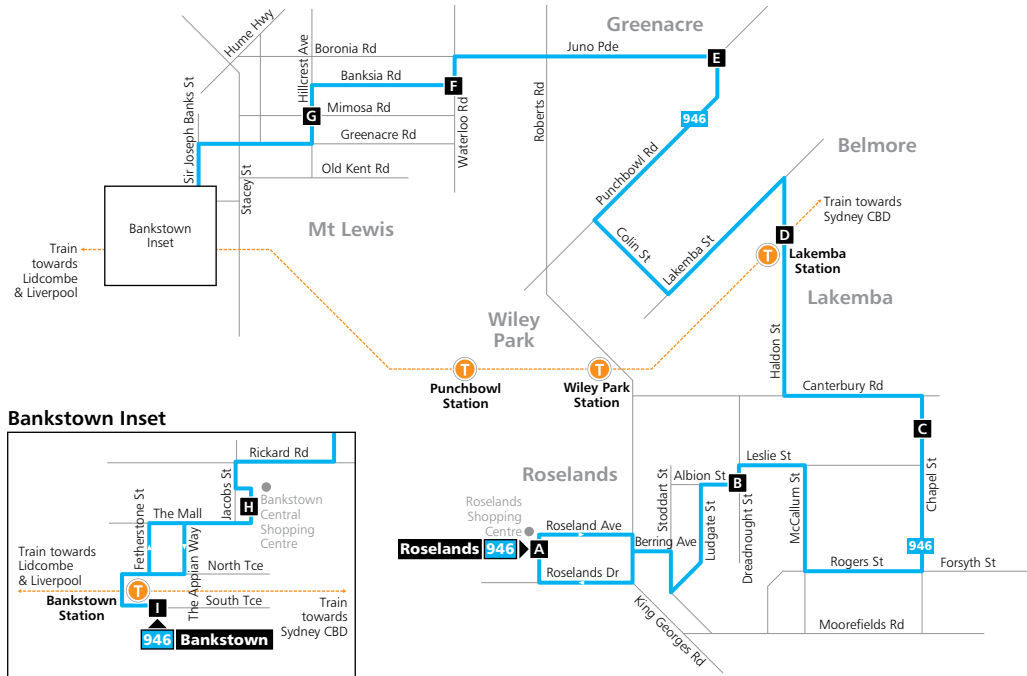 Greenacre
Hume Hwy
Hillcrest Ave
Boronia Rd
Juno Pde
E
Banksia Rd
F
Sir Joseph Banks St
Mimosa Rd
G
Waterloo Rd
Roberts Rd
946
Greenacre Rd
Belmore
Punchbowl Rd
Old Kent Rd
Stacey St
Bankstown
Inset
Mt Lewis
Train
towards
Lidcombe
& Liverpool
Colin St
Lakemba St
Train towards
Sydney CBD
D
T
Lakemba
Station
Lakemba
Wiley
Park
Haldon St
T
Punchbowl
Station
T
Wiley Park
Station
Canterbury Rd
C
Chapel St
Leslie St
Roselands
Stoddart St
Albion St
B
McCallum St
Ludgate St
Dreadnought St
Roselands
Shopping
Centre
Roseland Ave
Berring Ave
Roselands 946
A
946
Roselands Dr
Rogers St
Forsyth St
King Georges Rd
Moorefields Rd
Bankstown Inset
Rickard Rd
Jacobs St
H
Bankstown
Central
Shopping
Centre
Fetherstone St
The Mall
The Appian Way
Train towards
Lidcombe
& Liverpool
North Tce
T
Bankstown
Station
I
South Tce
Train
towards
Sydney CBD
946 Bankstown